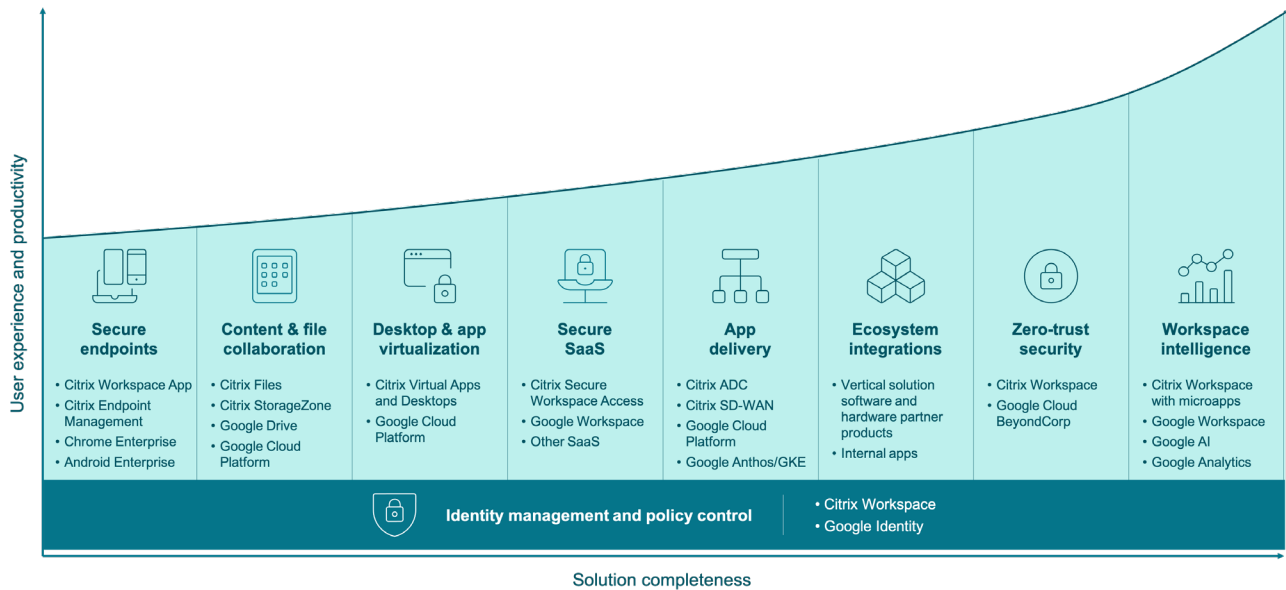 User experience and productivity
Secure
endpoints
• Citrix Workspace App
• Citrix Endpoint
Management
• Chrome Enterprise
• Android Enterprise
Content & file
collaboration
• Citrix Files
• Citrix StorageZone
• Google Drive
• Google Cloud
Platform
Desktop & app
virtualization
• Citrix Virtual Apps
and Desktops
• Google Cloud
Platform
Secure
SaaS
• Citrix Secure
Workspace Access
• Google Workspace
• Other SaaS
App
delivery
• Citrix ADC
• Citrix SD-WAN
• Google Cloud
Platform
• Google Anthos/GKE
Ecosystem
integrations
• Vertical solution
software and
hardware partner
products
• Internal apps
Zero-trust
security
• Citrix Workspace
• Google Cloud
BeyondCorp
Workspace
intelligence
• Citrix Workspace
with microapps
• Google Workspace
• Google AI
• Google Analytics
Identity management and policy control
• Citrix Workspace
• Google Identity
Solution completeness